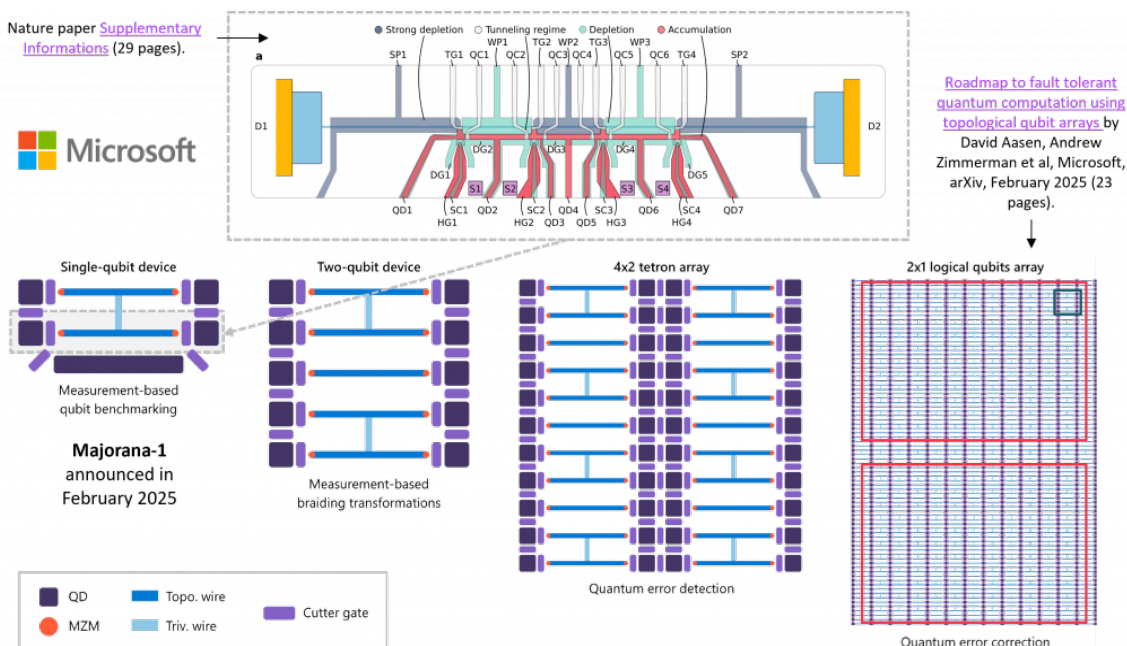 Nature paper Supplementary
Informations (29 pages).
Strong depletion
Tunneling regime
Depletion
Accumulation
a
SP1
TG1
QC1
WP1
QC2
TG2
QC3
WP2
QC4
TG3
QC5
WP3
QC6
TG4
SP2
D1
D2
DG1
DG2
DG3
DG4
DG5
S1
S2
S3
S4
QD1
HG1
SC1
QD2
HG2
SC2
QD3
QD4
QD5
SC3
HG3
QD6
HG4
SC4
QD7
Microsoft
Roadmap to fault tolerant
quantum computation using
topological qubit arrays by
David Aasen, Andrew
Zimmerman et al, Microsoft,
arXiv, February 2025 (23
pages).
Single-qubit device
Two-qubit device
4x2 tetron array
2x1 logical qubits array
Measurement-based
qubit benchmarking
Majorana-1
announced in
February 2025
Measurement-based
braiding transformations
Quantum error detection
Quantum error correction
QD
Topo. wire
Cutter gate
MZM
Triv. wire